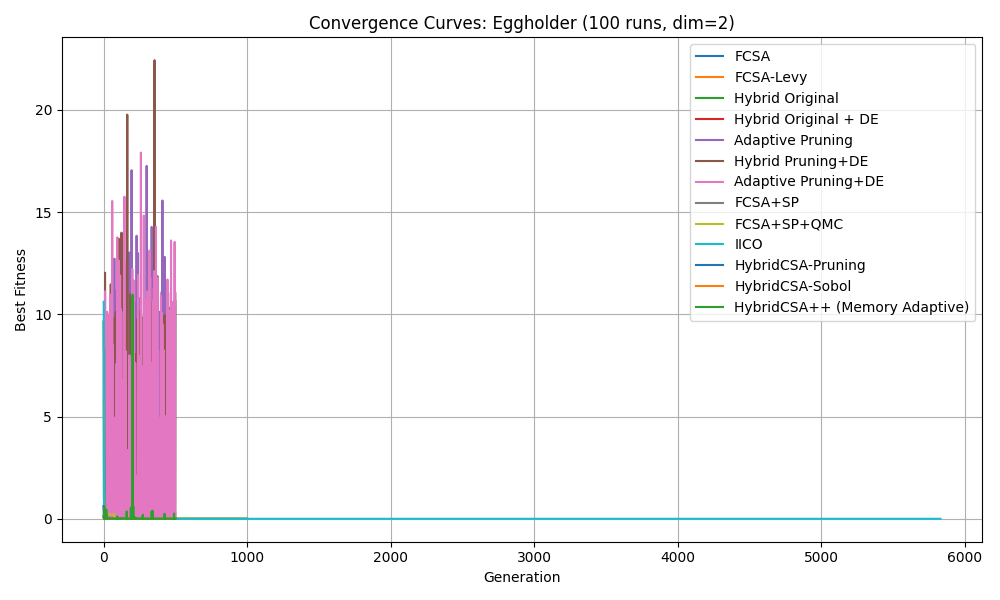 Convergence Curves: Eggholder (100 runs, dim=2)
FCSA
FCSA-Levy
Hybrid Original
Hybrid Original + DE
Adaptive Pruning
Hybrid Pruning+DE
Adaptive Pruning+DE
FCSA+SP
FCSA+SP+QMC
IICO
HybridCSA-Pruning
HybridCSA-Sobol
HybridCSA++ (Memory Adaptive)
Best Fitness
20
15
10
5
0
0 1000 2000 3000 4000 5000 6000
Generation